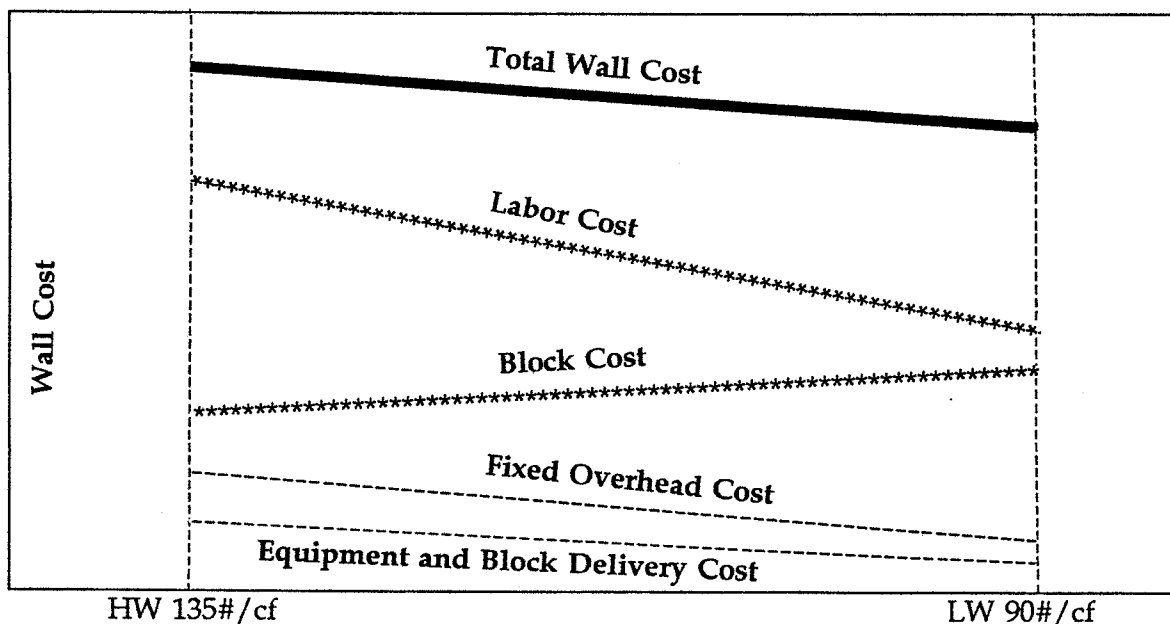 Total Wall Cost
Labor Cost
Wall Cost
Block Cost
Fixed Overhead Cost
Equipment and Block Delivery Cost
HW 135#/cf
LW 90#/cf